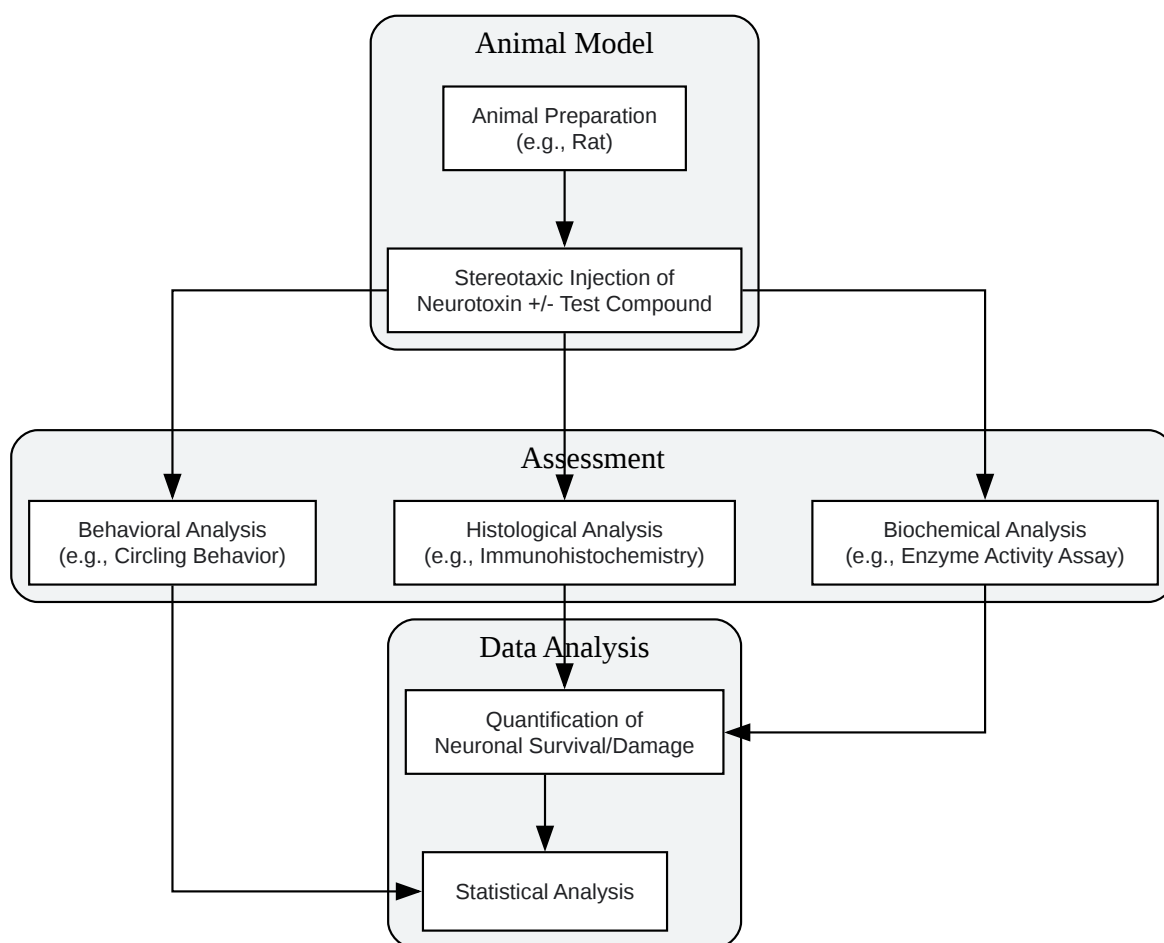 Animal Model
Animal Preparation
(e.g., Rat)
Stereotaxic Injection of
Neurotoxin +/- Test Compound
Assessment
Behavioral Analysis
(e.g., Circling Behavior)
Histological Analysis
(e.g., Immunohistochemistry)
Biochemical Analysis
(e.g., Enzyme Activity Assay)
Data Analysis
Quantification of
Neuronal Survival/Damage
Statistical Analysis